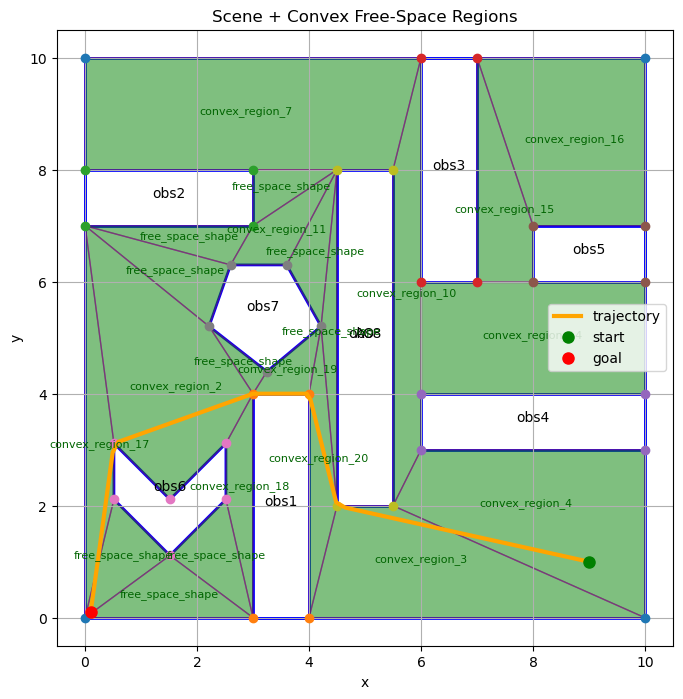 Scene + Convex Free-Space Regions
10
8
6
4
2
0
y
0
2
4
6
8
10
x
convex_region_7
convex_region_16
obs3
free_space_shape
obs2
convex_region_15
convex_region_11
free_space_shape
free_space_shape
obs5
free_space_shape
convex_region_10
obs7
trajectory
start
goal
free_space_shape
convex_region_19
convex_region_2
obs4
convex_region_17
convex_region_20
obs6
convex_region_18
obs1
convex_region_4
free_space_shape
free_space_shape
convex_region_3
free_space_shape